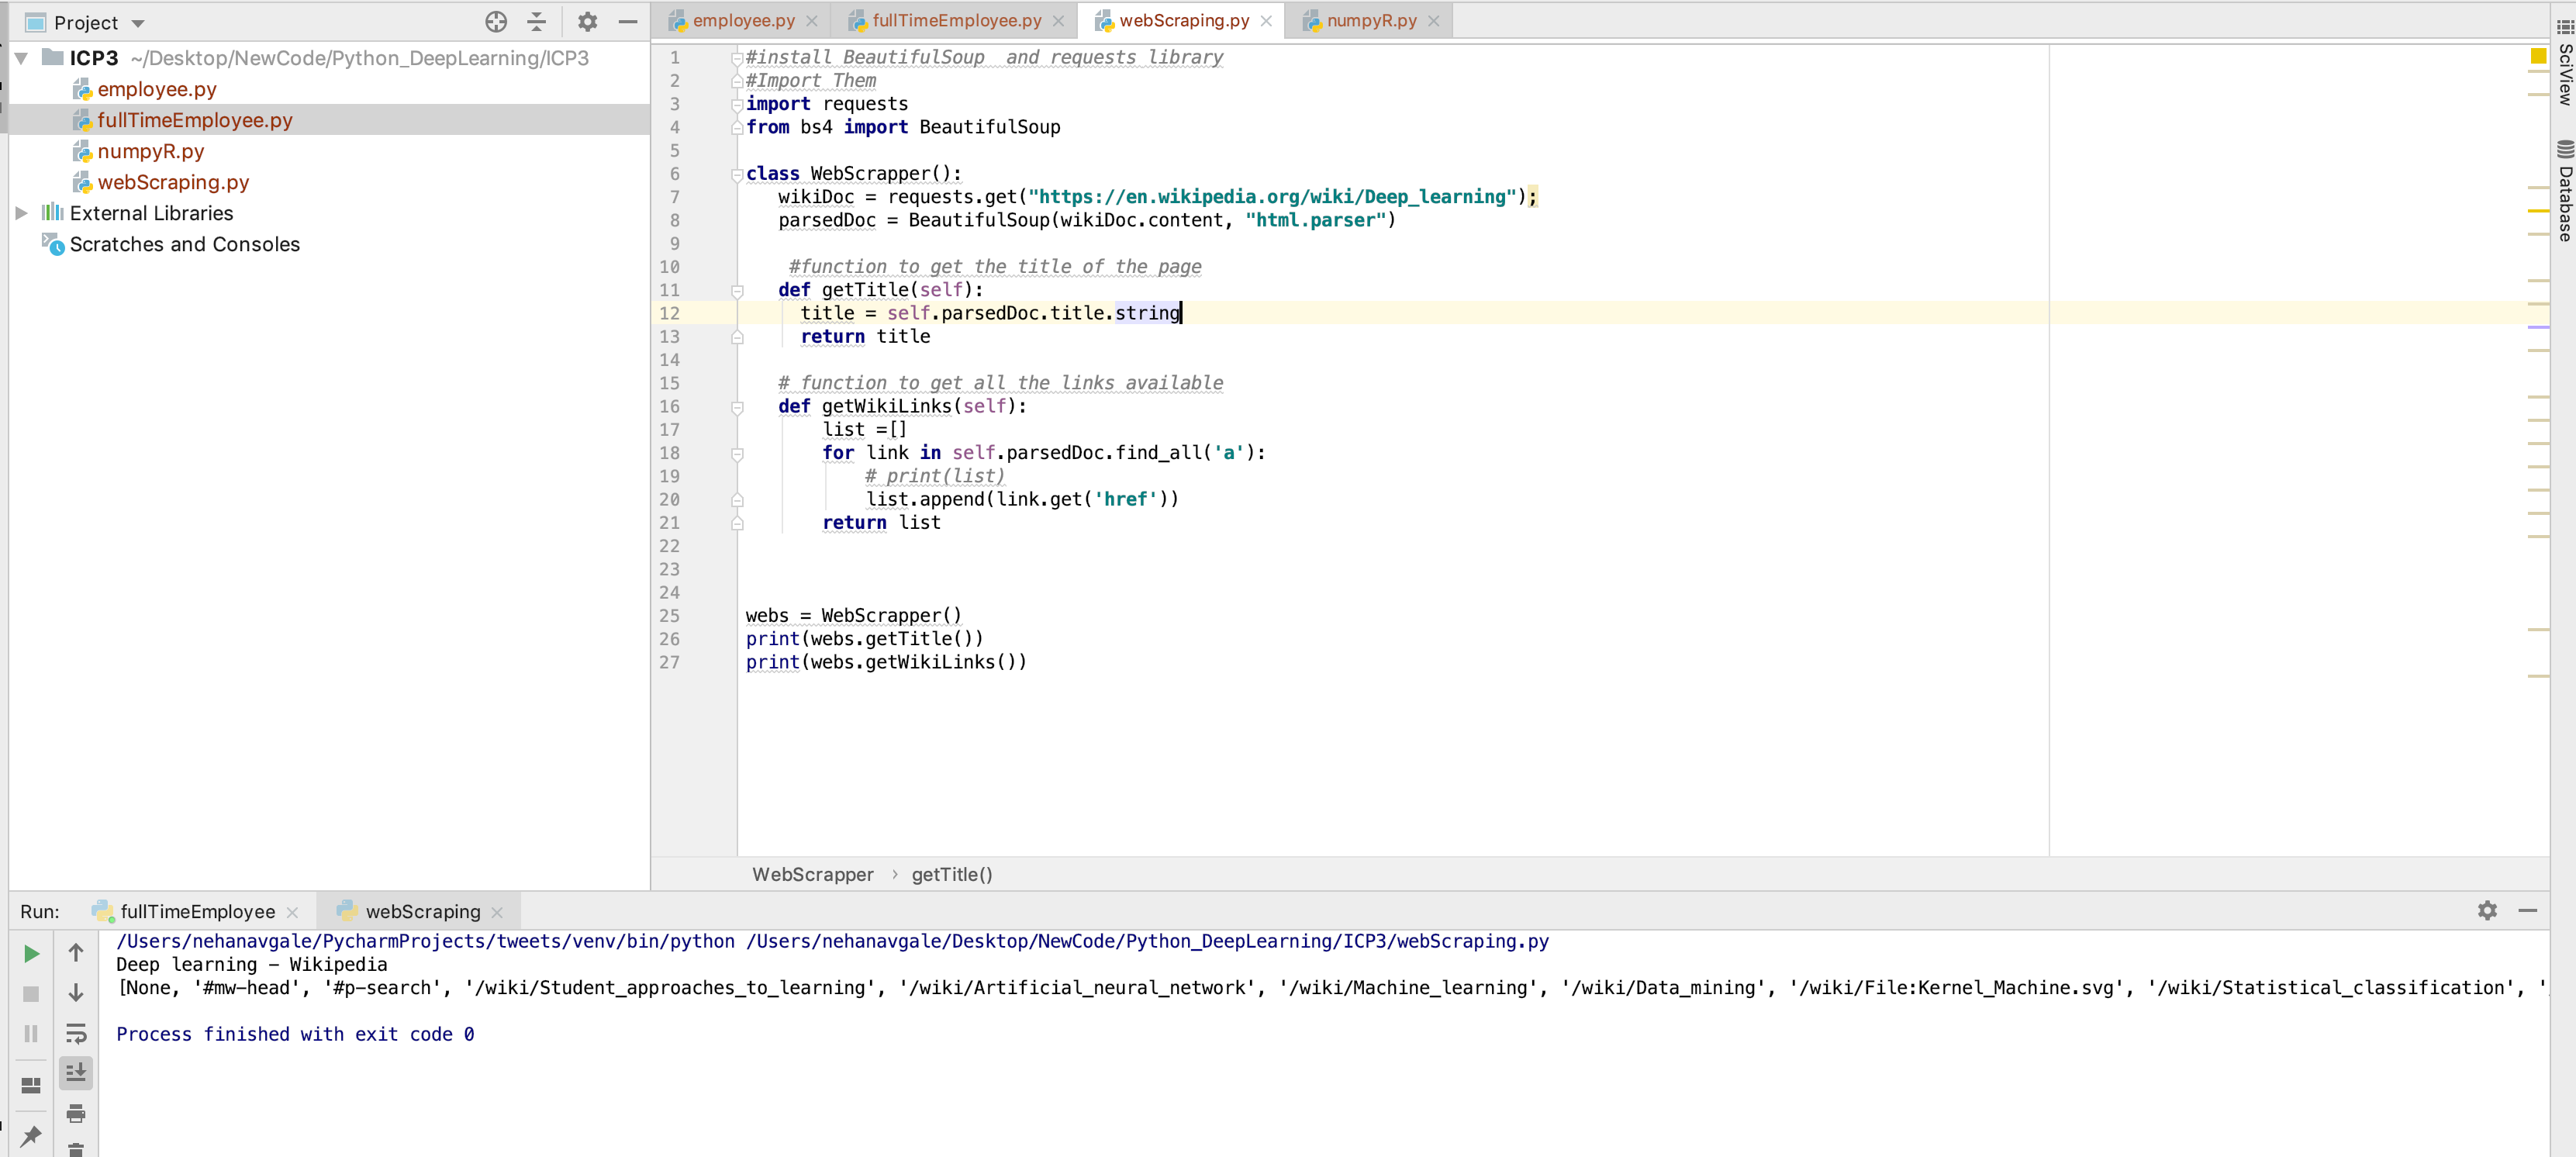 Project
ICP3 ~/Desktop/NewCode/Python_DeepLearning/ICP3
employee.py
fullTimeEmployee.py
numpyR.py
webScraping.py
External Libraries
Scratches and Consoles
employee.py fullTimeEmployee.py webScraping.py numpyR.py
1 #install BeautifulSoup  and requests library
2 #Import Them
3 import requests
4 from bs4 import BeautifulSoup
5
6 class WebScrapper():
7    wikiDoc = requests.get("https://en.wikipedia.org/wiki/Deep_learning");
8    parsedDoc = BeautifulSoup(wikiDoc.content, "html.parser")
9
10     #function to get the title of the page
11    def getTitle(self):
12      title = self.parsedDoc.title.string
13      return title
14
15    # function to get all the links available
16    def getWikiLinks(self):
17        list =[]
18        for link in self.parsedDoc.find_all('a'):
19            # print(list)
20            list.append(link.get('href'))
21        return list
22
23
24
25 webs = WebScrapper()
26 print(webs.getTitle())
27 print(webs.getWikiLinks())
WebScrapper › getTitle()
SciView
Database
Run: fullTimeEmployee webScraping
/Users/nehanavgale/PycharmProjects/tweets/venv/bin/python /Users/nehanavgale/Desktop/NewCode/Python_DeepLearning/ICP3/webScraping.py
Deep learning - Wikipedia
[None, '#mw-head', '#p-search', '/wiki/Student_approaches_to_learning', '/wiki/Artificial_neural_network', '/wiki/Machine_learning', '/wiki/Data_mining', '/wiki/File:Kernel_Machine.svg', '/wiki/Statistical_classification', '
Process finished with exit code 0